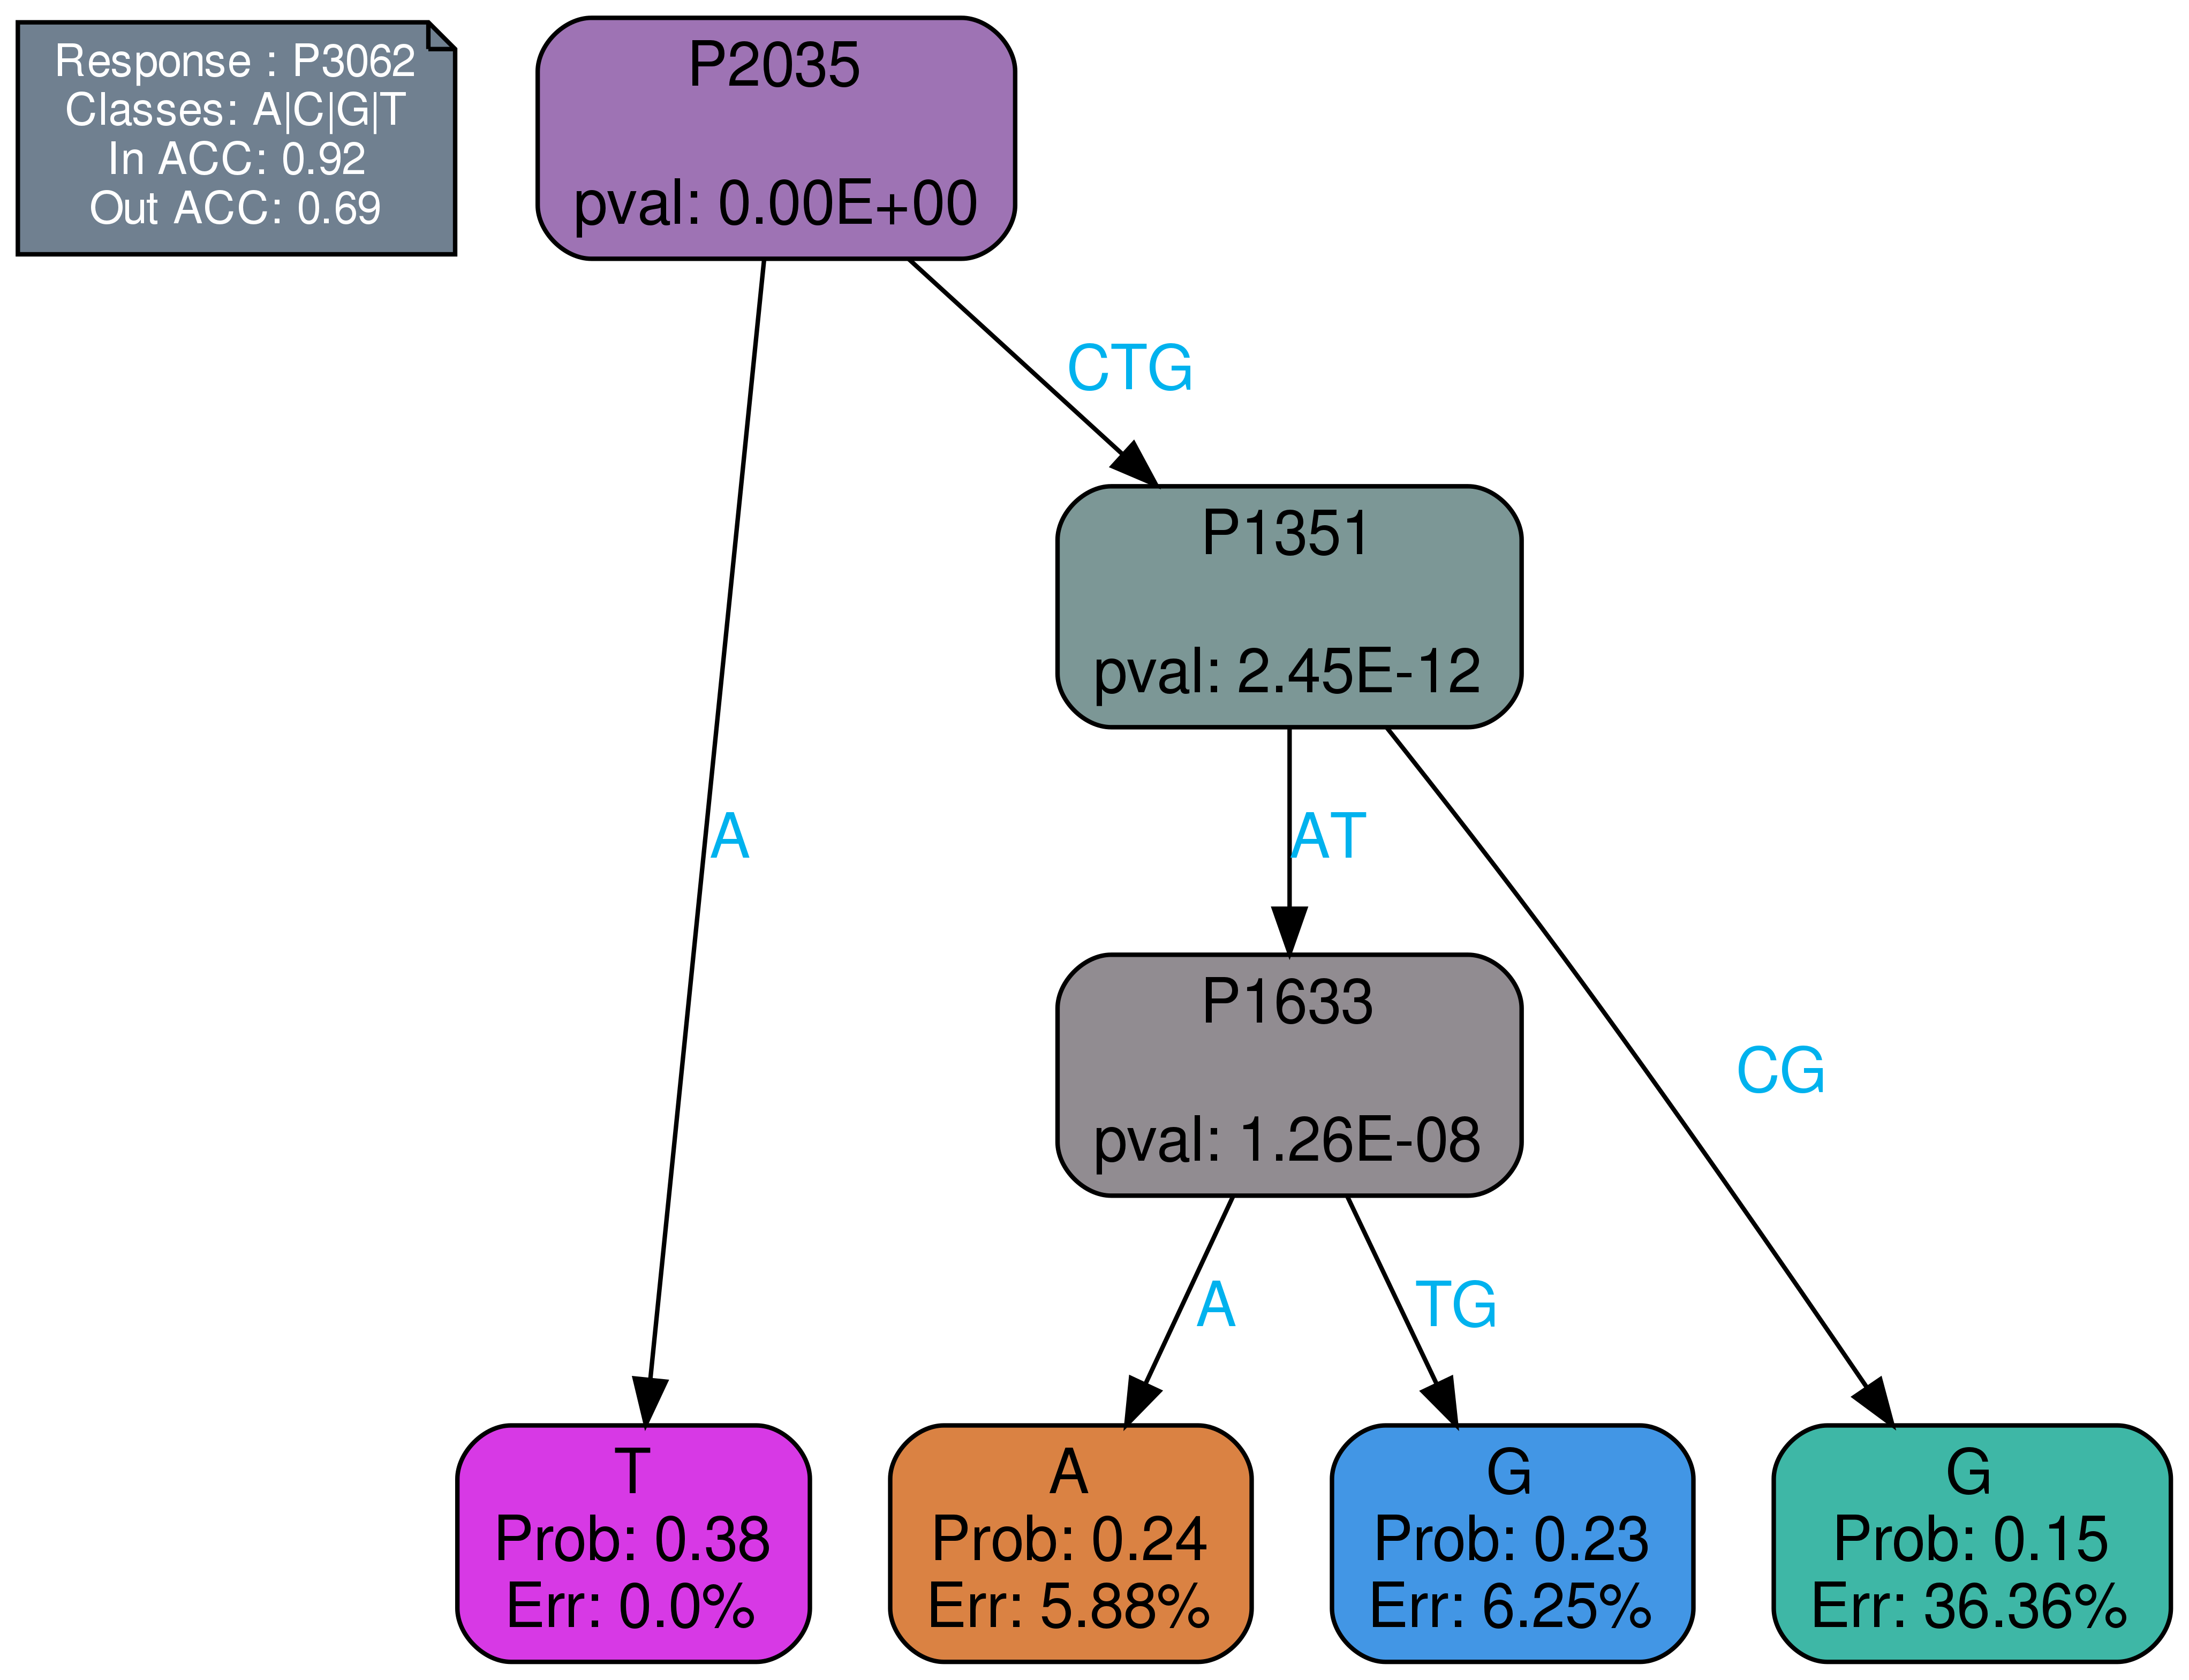 Response : P3062
Classes: A|C|G|T
In ACC: 0.92
Out ACC: 0.69
P2035
pval: 0.00E+00
CTG
P1351
pval: 2.45E-12
A
AT
P1633
pval: 1.26E-08
CG
A
TG
T
Prob: 0.38
Err: 0.0%
A
Prob: 0.24
Err: 5.88%
G
Prob: 0.23
Err: 6.25%
G
Prob: 0.15
Err: 36.36%